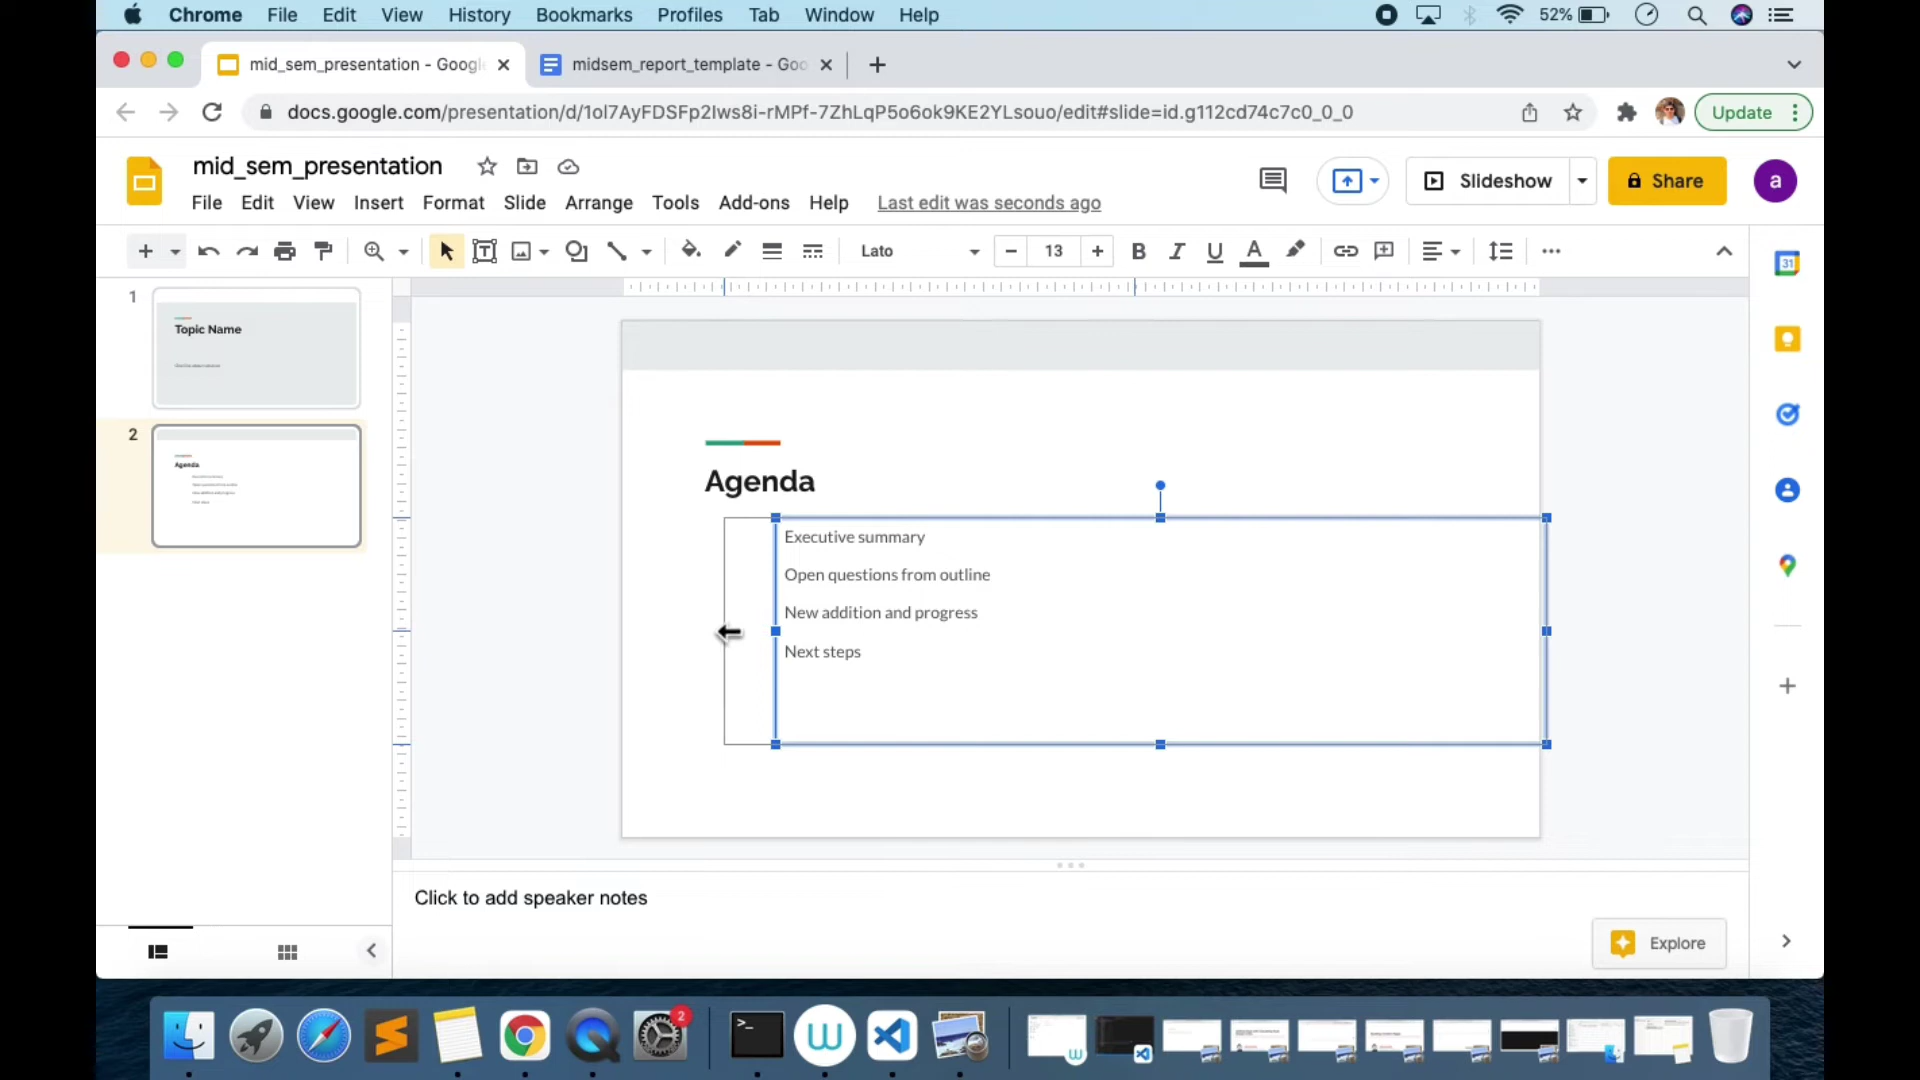 Chrome File Edit View History Bookmarks Profiles Tab Window Help 52%
mid_sem_presentation - Googl
midsem_report_template - Goo
docs.google.com/presentation/d/1ol7AyFDSFp2Iws8i-rMPf-7ZhLqP5o6ok9KE2YLsouo/edit#slide=id.g112cd74c7c0_0_0
Update
mid_sem_presentation
File Edit View Insert Format Slide Arrange Tools Add-ons Help Last edit was seconds ago
Slideshow
Share
a
Lato
13
B I U A
31
1
Topic Name
2
Agenda
Agenda
Executive summary
Open questions from outline
New addition and progress
Next steps
Click to add speaker notes
Explore
2